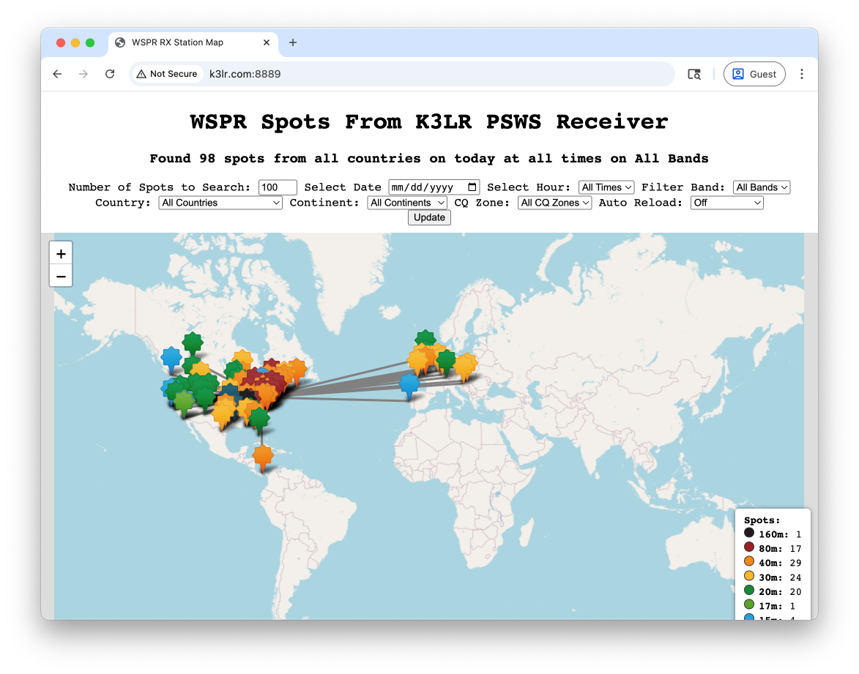 WSPR RX Station Map
Not Secure k3lr.com:8889
Guest
WSPR Spots From K3LR PSWS Receiver
Found 98 spots from all countries on today at all times on All Bands
Number of Spots to Search: 100 Select Date mm/dd/yyyy Select Hour: All Times Filter Band: All Bands
Country: All Countries Continent: All Continents CQ Zone: All CQ Zones Auto Reload: Off
Update
+
−
Spots:
160m: 1
80m: 17
40m: 29
30m: 24
20m: 20
17m: 1
15m: 4